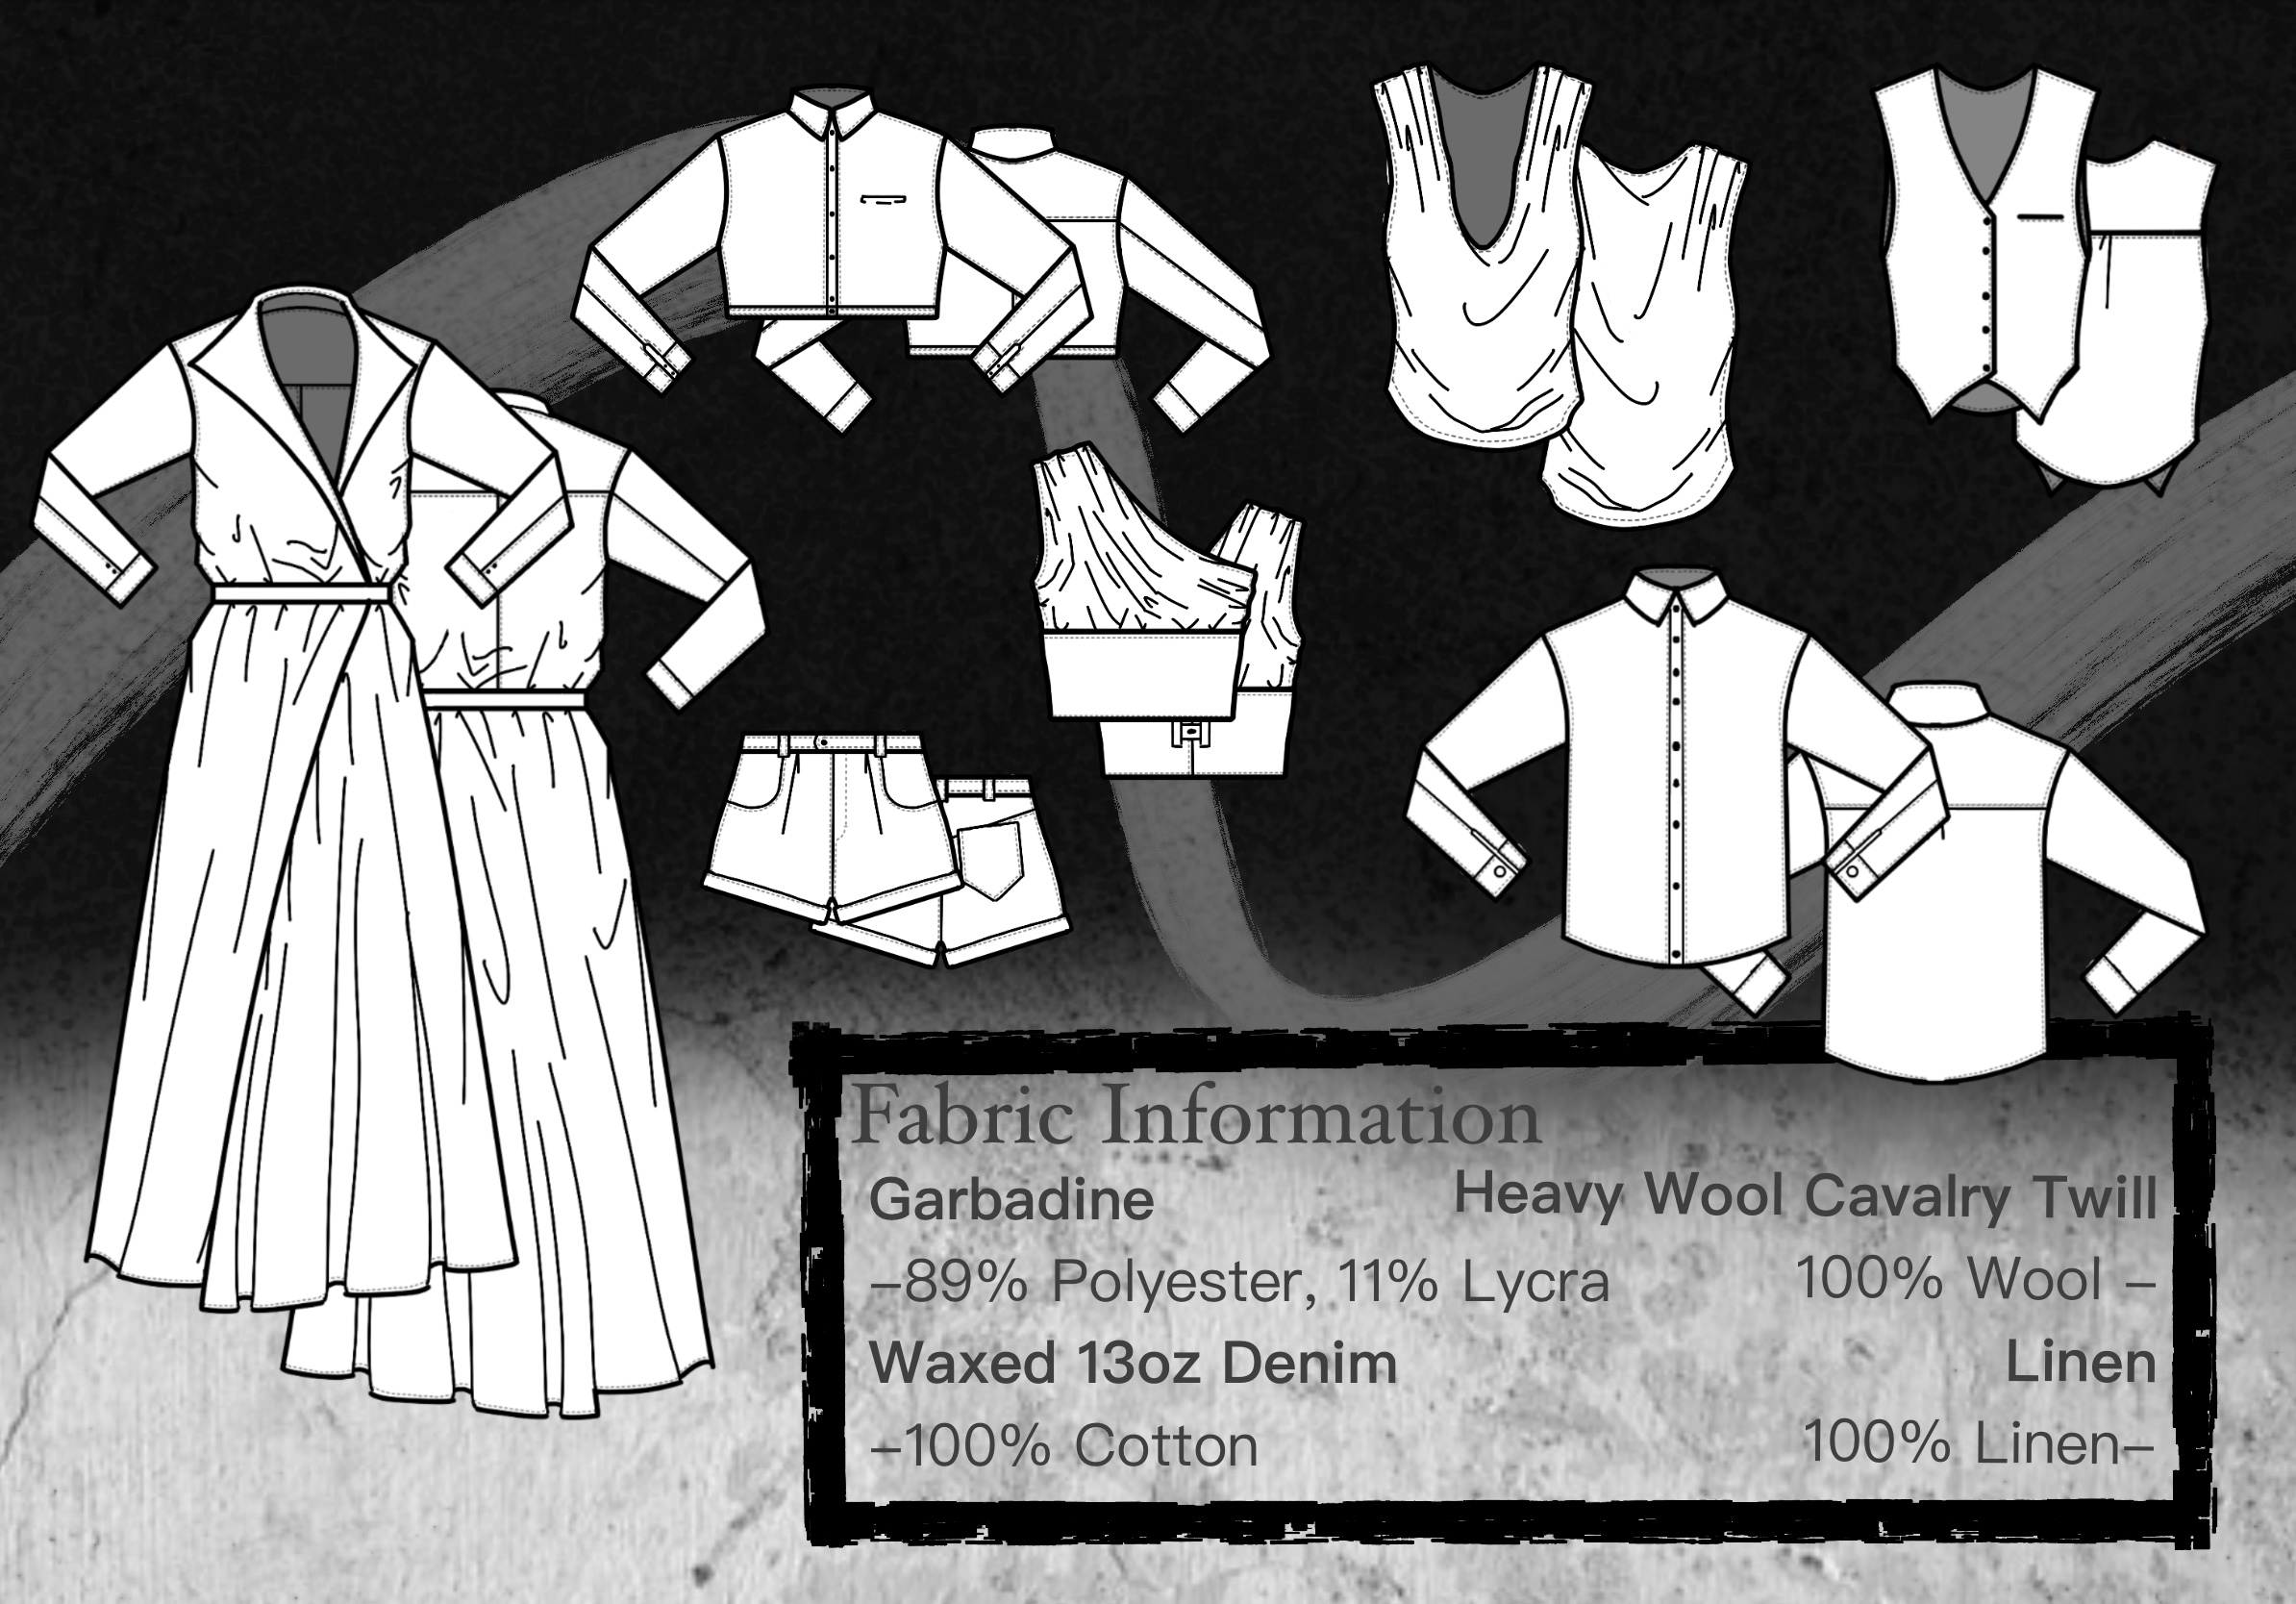 Fabric Information
Garbadine
–89% Polyester, 11% Lycra
Waxed 13oz Denim
–100% Cotton
Heavy Wool Cavalry Twill
100% Wool –
Linen
100% Linen–